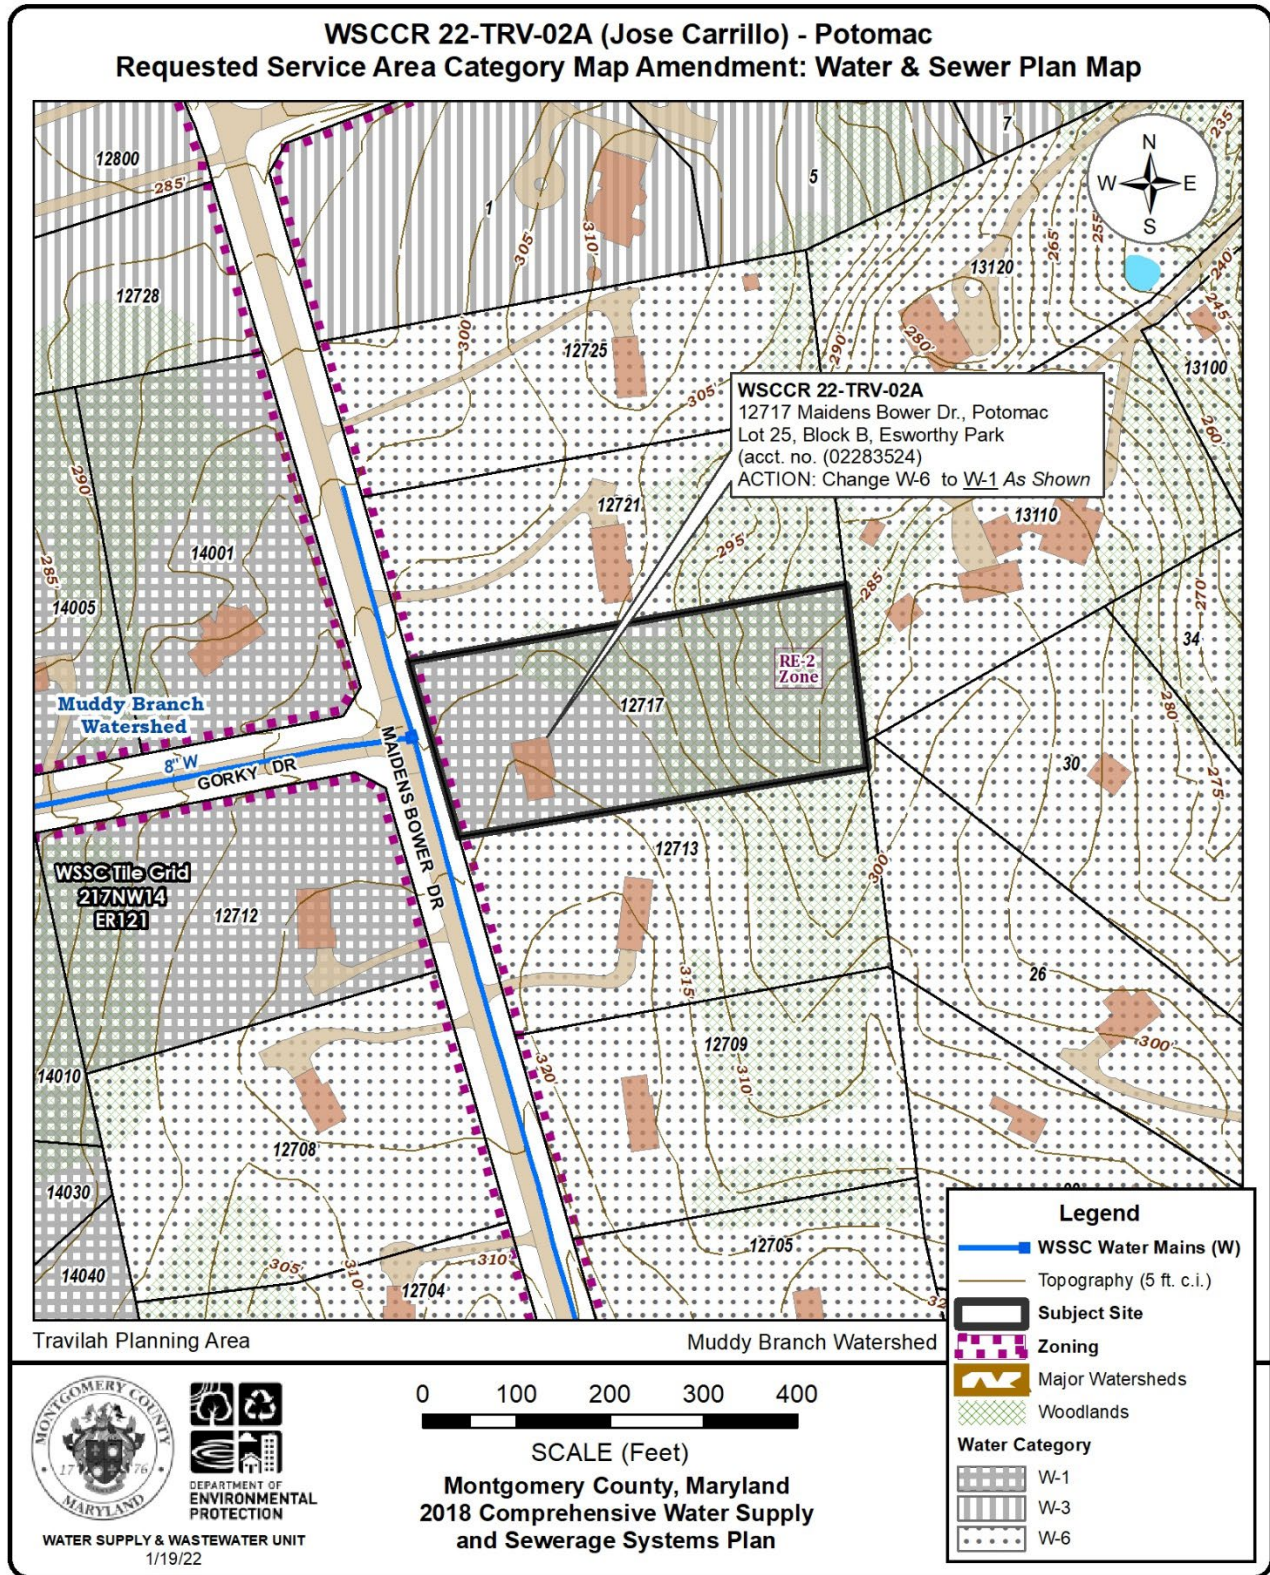 WSCCR 22-TRV-02A (Jose Carrillo) - Potomac
Requested Service Area Category Map Amendment: Water & Sewer Plan Map
12800
285'
1
5
7
235'
N
W E
S
305'
310'
255'
265'
13120
240'
245'
12728
300'
12725
290'
280'
13100
305'
WSCCR 22-TRV-02A
12717 Maidens Bower Dr., Potomac
Lot 25, Block B, Esworthy Park
(acct. no. (02283524)
ACTION: Change W-6 to W-1 As Shown
260'
290'
12721
13110
14001
295'
285'
14005
285'
270'
34
RE-2
Zone
12717
280'
Muddy Branch
Watershed
8" W
GORKY DR
MAIDENS BOWER DR
30
275'
12713
300'
WSSC Tile Grid
217NW14
ER121
12712
315'
26
12709
300'
320'
310'
14010
12708
14030
12705
14040
305'
310'
310'
12704
Travilah Planning Area
Muddy Branch Watershed
Legend
WSSC Water Mains (W)
Topography (5 ft. c.i.)
Subject Site
Zoning
Major Watersheds
Woodlands
Water Category
W-1
W-3
W-6
MONTGOMERY COUNTY
17 76
MARYLAND
DEPARTMENT OF
ENVIRONMENTAL
PROTECTION
WATER SUPPLY & WASTEWATER UNIT
1/19/22
0 100 200 300 400
SCALE (Feet)
Montgomery County, Maryland
2018 Comprehensive Water Supply
and Sewerage Systems Plan